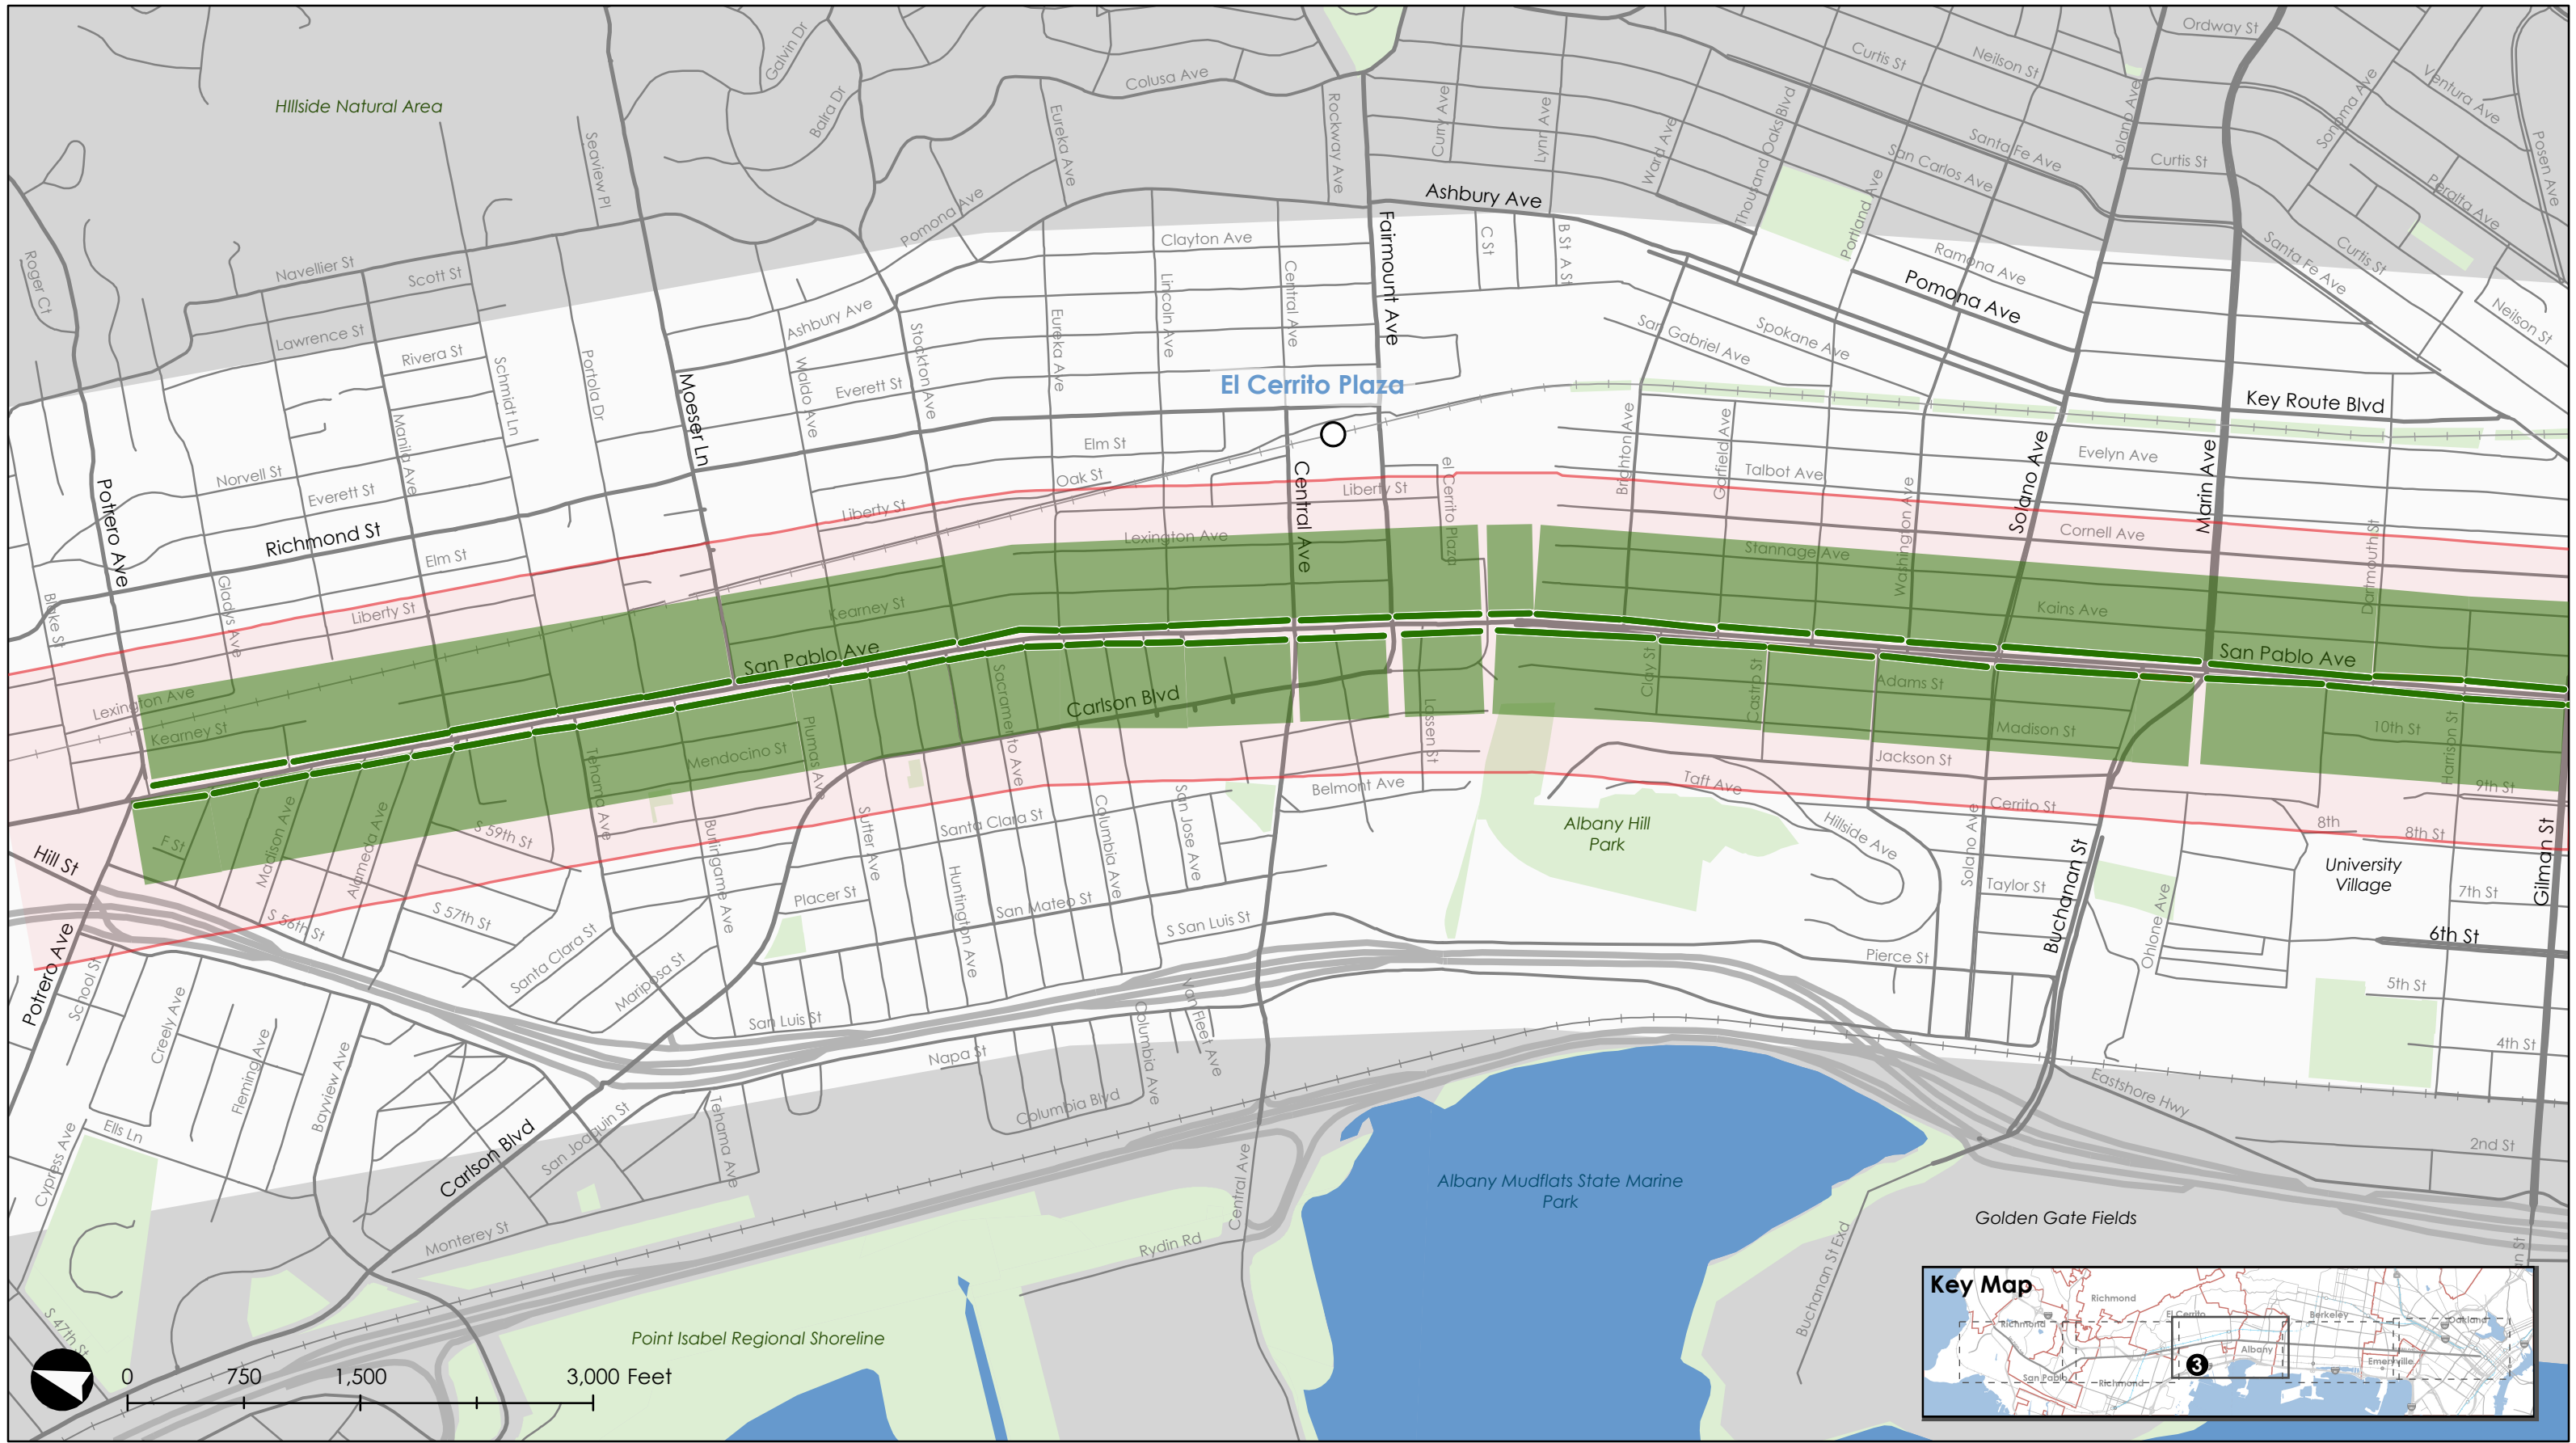 Ordway St
Galvin Dr
Curtis St
Neilson St
Colusa Ave
Ventura Ave
HIllside Natural Area
Balra Dr
Eureka Ave
Rockway Ave
Curry Ave
Lynn Ave
Ward Ave
Thousand Oaks Blvd
Santa Fe Ave
Solano Ave
Sonoma Ave
Posen Ave
Seaview Pl
San Carlos Ave
Curtis St
Peralta Ave
Ashbury Ave
Portland Ave
Pomona Ave
Roger Ct
Navellier St
Scott St
Clayton Ave
Fairmount Ave
C St
B St
A St
Ramona Ave
Santa Fe Ave
Curtis St
Pomona Ave
Neilson St
Lawrence St
Ashbury Ave
Lincoln Ave
Central Ave
Eureka Ave
San Gabriel Ave
Spokane Ave
Rivera St
Schmidt Ln
Portola Dr
Moeser Ln
Waldo Ave
Everett St
Stockton Ave
El Cerrito Plaza
Key Route Blvd
Manila Ave
Elm St
Brighton Ave
Garfield Ave
Talbot Ave
Evelyn Ave
Norvell St
Everett St
Oak St
Liberty St
Central Ave
el Cerrito Plaza
Washington Ave
Solano Ave
Marin Ave
Potrero Ave
Richmond St
Liberty St
Lexington Ave
Stannage Ave
Cornell Ave
Dartmouth St
Elm St
Blake St
Gladys Ave
Liberty St
Kearney St
Kains Ave
San Pablo Ave
San Pablo Ave
Lexington Ave
Kearney St
Sacramento Ave
Carlson Blvd
Clay St
Castro St
Adams St
Lassen St
Madison St
10th St
Harrison St
Tehama Ave
Mendocino St
Plumas Ave
Jackson St
9th St
Belmont Ave
Taft Ave
Cerrito St
F St
Madison Ave
Alameda Ave
S 59th St
Burlingame Ave
Sutter Ave
Santa Clara St
Columbia Ave
San Jose Ave
Albany Hill
Park
Hillside Ave
Solano Ave
8th
8th St
Hill St
University
Village
Gilman St
Huntington Ave
Placer St
San Mateo St
Taylor St
Buchanan St
7th St
S 56th St
S 57th St
Santa Clara St
S San Luis St
Ohlone Ave
6th St
Potrero Ave
School St
Mariposa St
Pierce St
5th St
Creely Ave
San Luis St
Columbia Ave
Van Fleet Ave
Fleming Ave
Bayview Ave
Napa St
4th St
Columbia Blvd
Eastshore Hwy
Ells Ln
Cypress Ave
Carlson Blvd
San Joaquin St
Tehama Ave
Central Ave
2nd St
Albany Mudflats State Marine
Park
Golden Gate Fields
Monterey St
Rydin Rd
Buchanan St Exd
S 47th St
Point Isabel Regional Shoreline
0
750
1,500
3,000 Feet
Key Map
Richmond
El Cerrito
Berkeley
Richmond
Oakland
Albany
Emeryville
3
San Pablo
Richmond